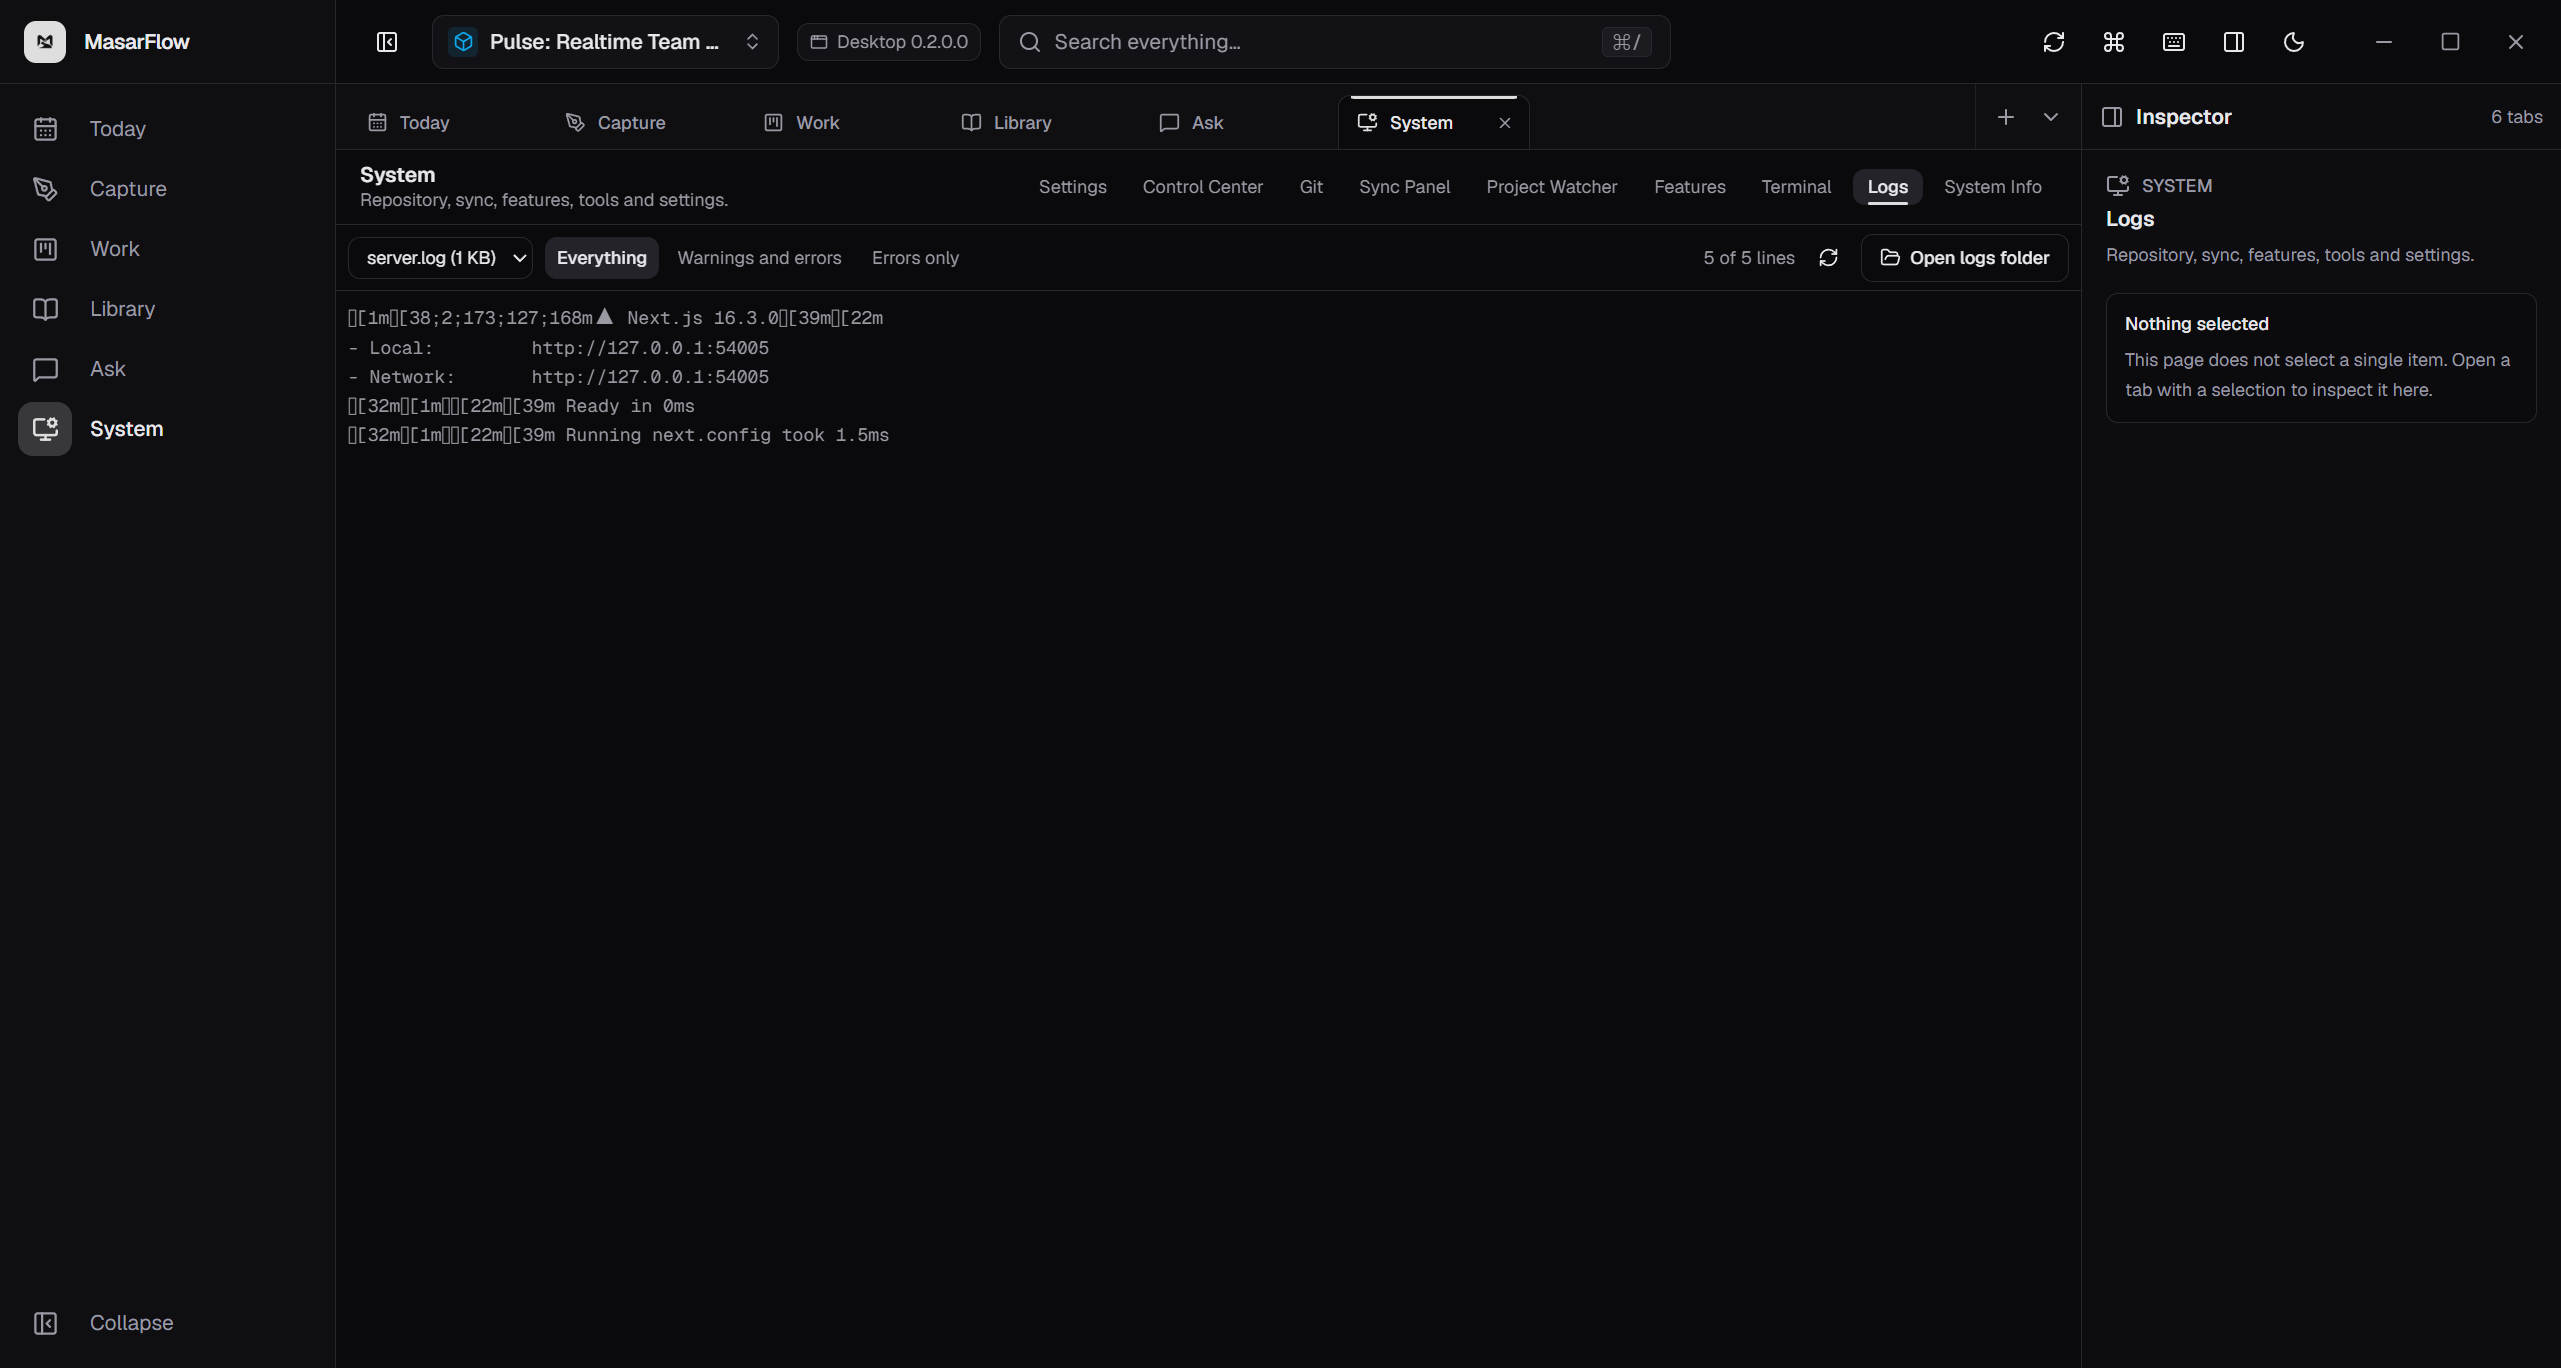 MasarFlow
Pulse: Realtime Team ...
Desktop 0.2.0.0
Search everything...
⌘/
Today
Capture
Work
Library
Ask
System
Collapse
Today
Capture
Work
Library
Ask
System
System
Repository, sync, features, tools and settings.
Settings
Control Center
Git
Sync Panel
Project Watcher
Features
Terminal
Logs
System Info
server.log (1 KB)
Everything
Warnings and errors
Errors only
5 of 5 lines
Open logs folder
▯[1m▯[38;2;173;127;168m▲ Next.js 16.3.0▯[39m▯[22m
- Local:         http://127.0.0.1:54005
- Network:       http://127.0.0.1:54005
▯[32m▯[1m▯▯[22m▯[39m Ready in 0ms
▯[32m▯[1m▯▯[22m▯[39m Running next.config took 1.5ms
Inspector
6 tabs
SYSTEM
Logs
Repository, sync, features, tools and settings.
Nothing selected
This page does not select a single item. Open a
tab with a selection to inspect it here.